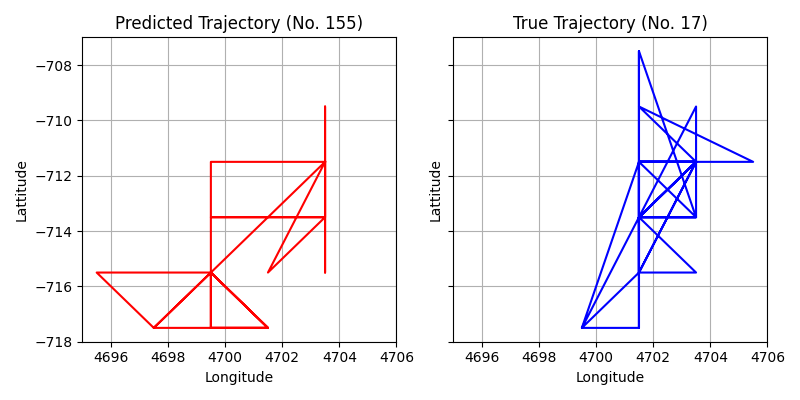 Predicted Trajectory (No. 155)
True Trajectory (No. 17)
−708
−710
−712
−714
−716
−718
Lattitude
Lattitude
4696 4698 4700 4702 4704 4706
4696 4698 4700 4702 4704 4706
Longitude
Longitude